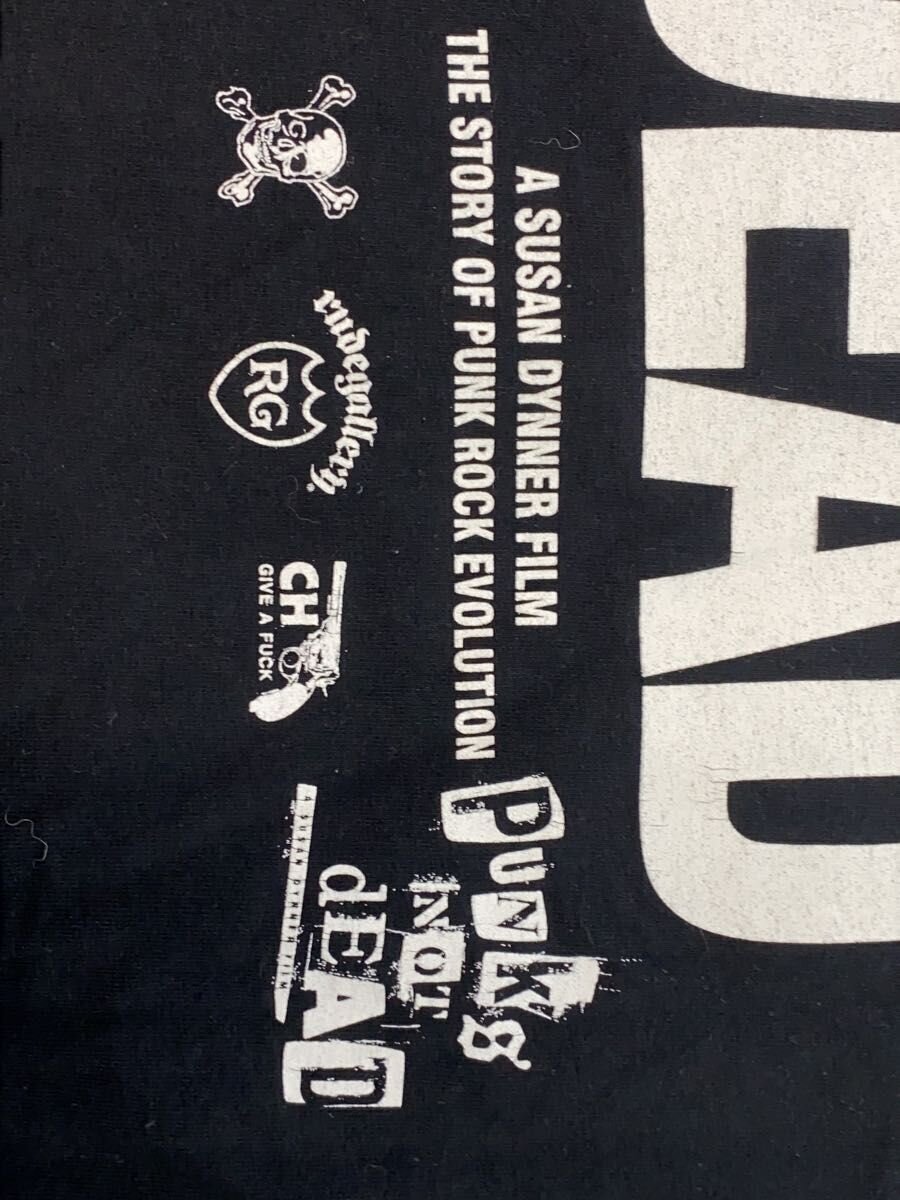 DEAD
A SUSAN DYNNER FILM
THE STORY OF PUNK ROCK EVOLUTION
rudegallery.
RG
CH
GIVE A FUCK
PUNK's
NOT
dEAD
A SUSAN DYNNER FILM